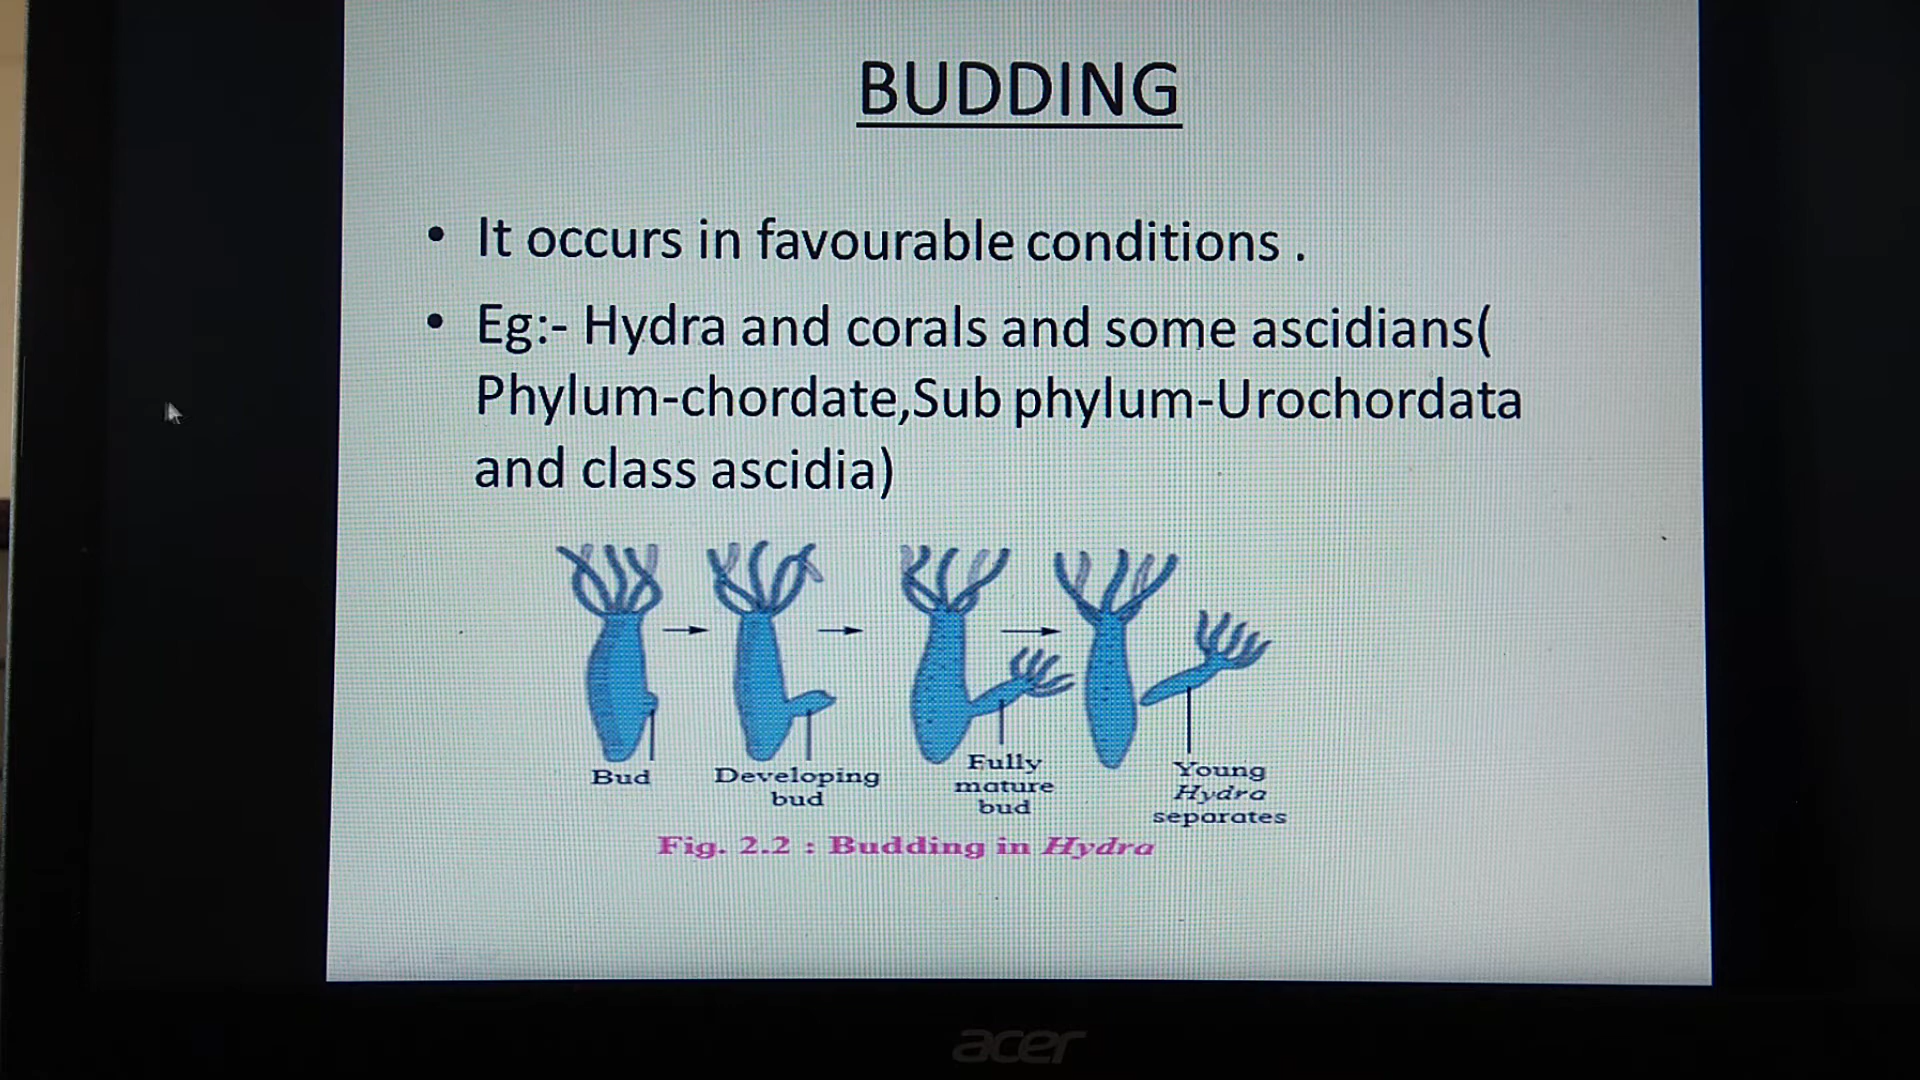 BUDDING
• It occurs in favourable conditions .
• Eg:- Hydra and corals and some ascidians(
Phylum-chordate,Sub phylum-Urochordata
and class ascidia)
Bud
Developing
bud
Fully
mature
bud
Young
Hydra
separates
Fig. 2.2 : Budding in Hydra
acer